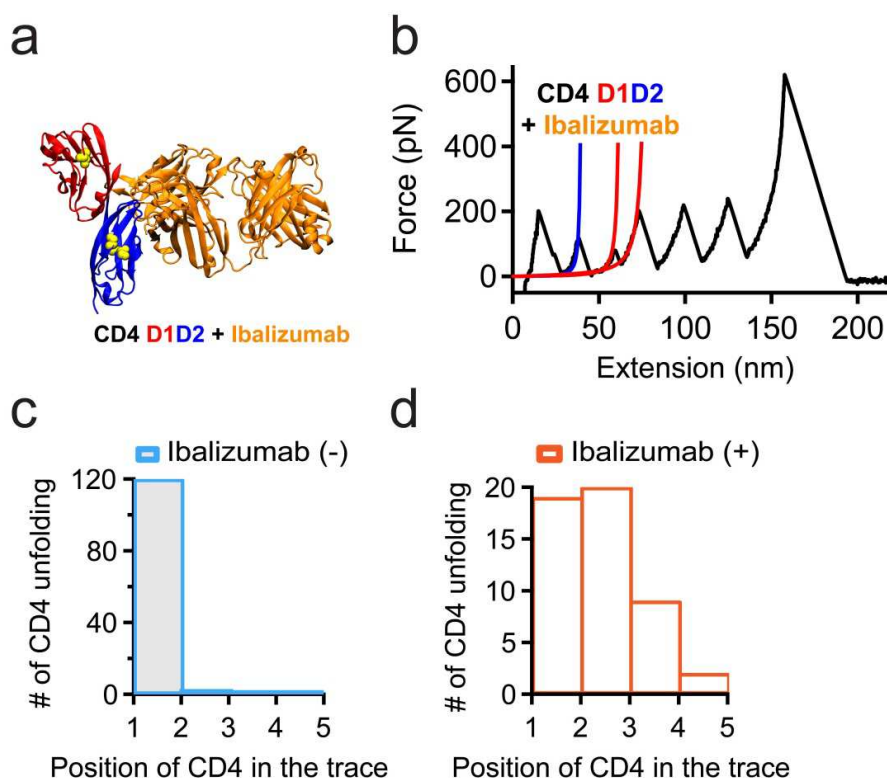 a
CD4 D1D2 + Ibalizumab
b
Force (pN)
600
400
200
0
CD4 D1D2
+ Ibalizumab
0
50
100
150
200
Extension (nm)
c
Ibalizumab (-)
# of CD4 unfolding
120
80
40
0
1
2
3
4
5
Position of CD4 in the trace
d
Ibalizumab (+)
# of CD4 unfolding
20
15
10
5
0
1
2
3
4
5
Position of CD4 in the trace